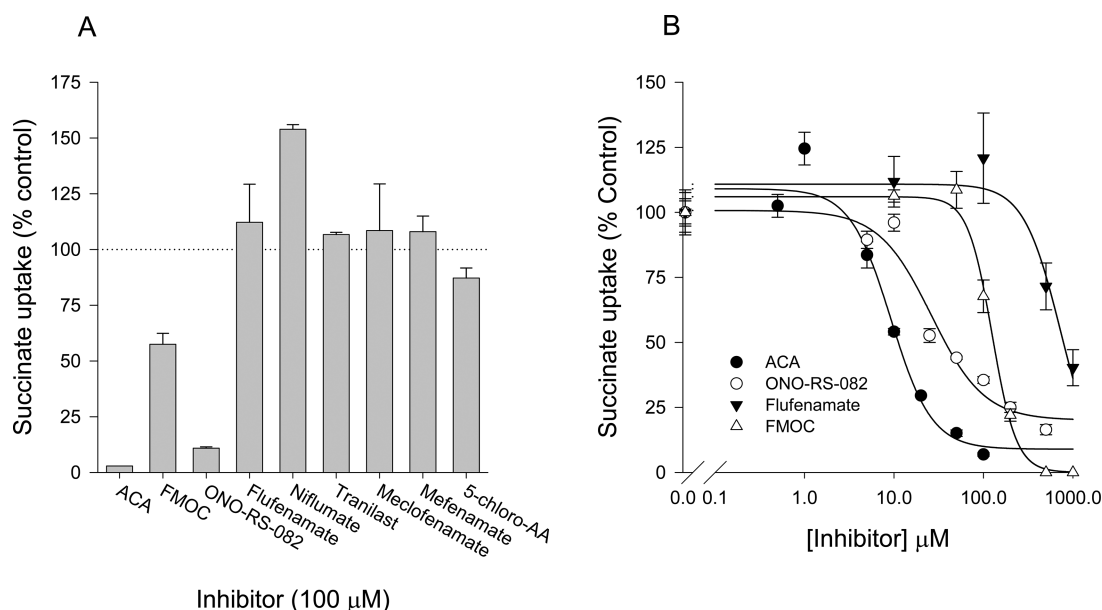 A
Succinate uptake (% control)
175
150
125
100
75
50
25
0
ACA
FMOC
ONO-RS-082
Flufenamate
Niflumate
Tranilast
Meclofenamate
Mefenamate
5-chloro-AA
Inhibitor (100 μM)
B
Succinate uptake (% Control)
150
125
100
75
50
25
0
ACA
ONO-RS-082
Flufenamate
FMOC
0.0 0.1 1.0 10.0 100.0 1000.0
[Inhibitor] μM